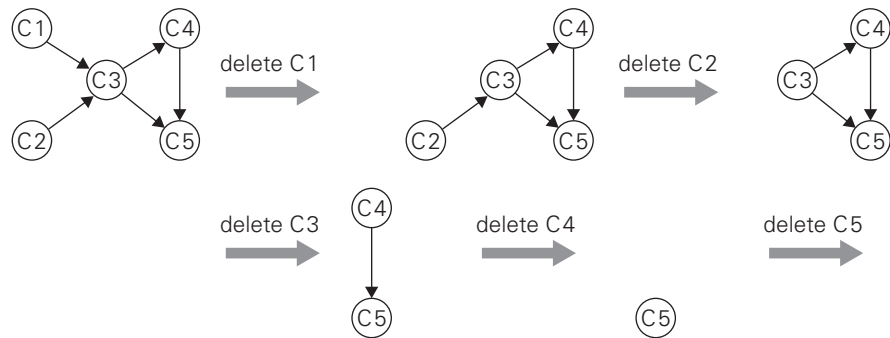 C1 C4 C4 C4
delete C1 delete C2
C3 C3 C3
C2 C5 C2 C5 C5
C4
delete C3 delete C4 delete C5
C5 C5